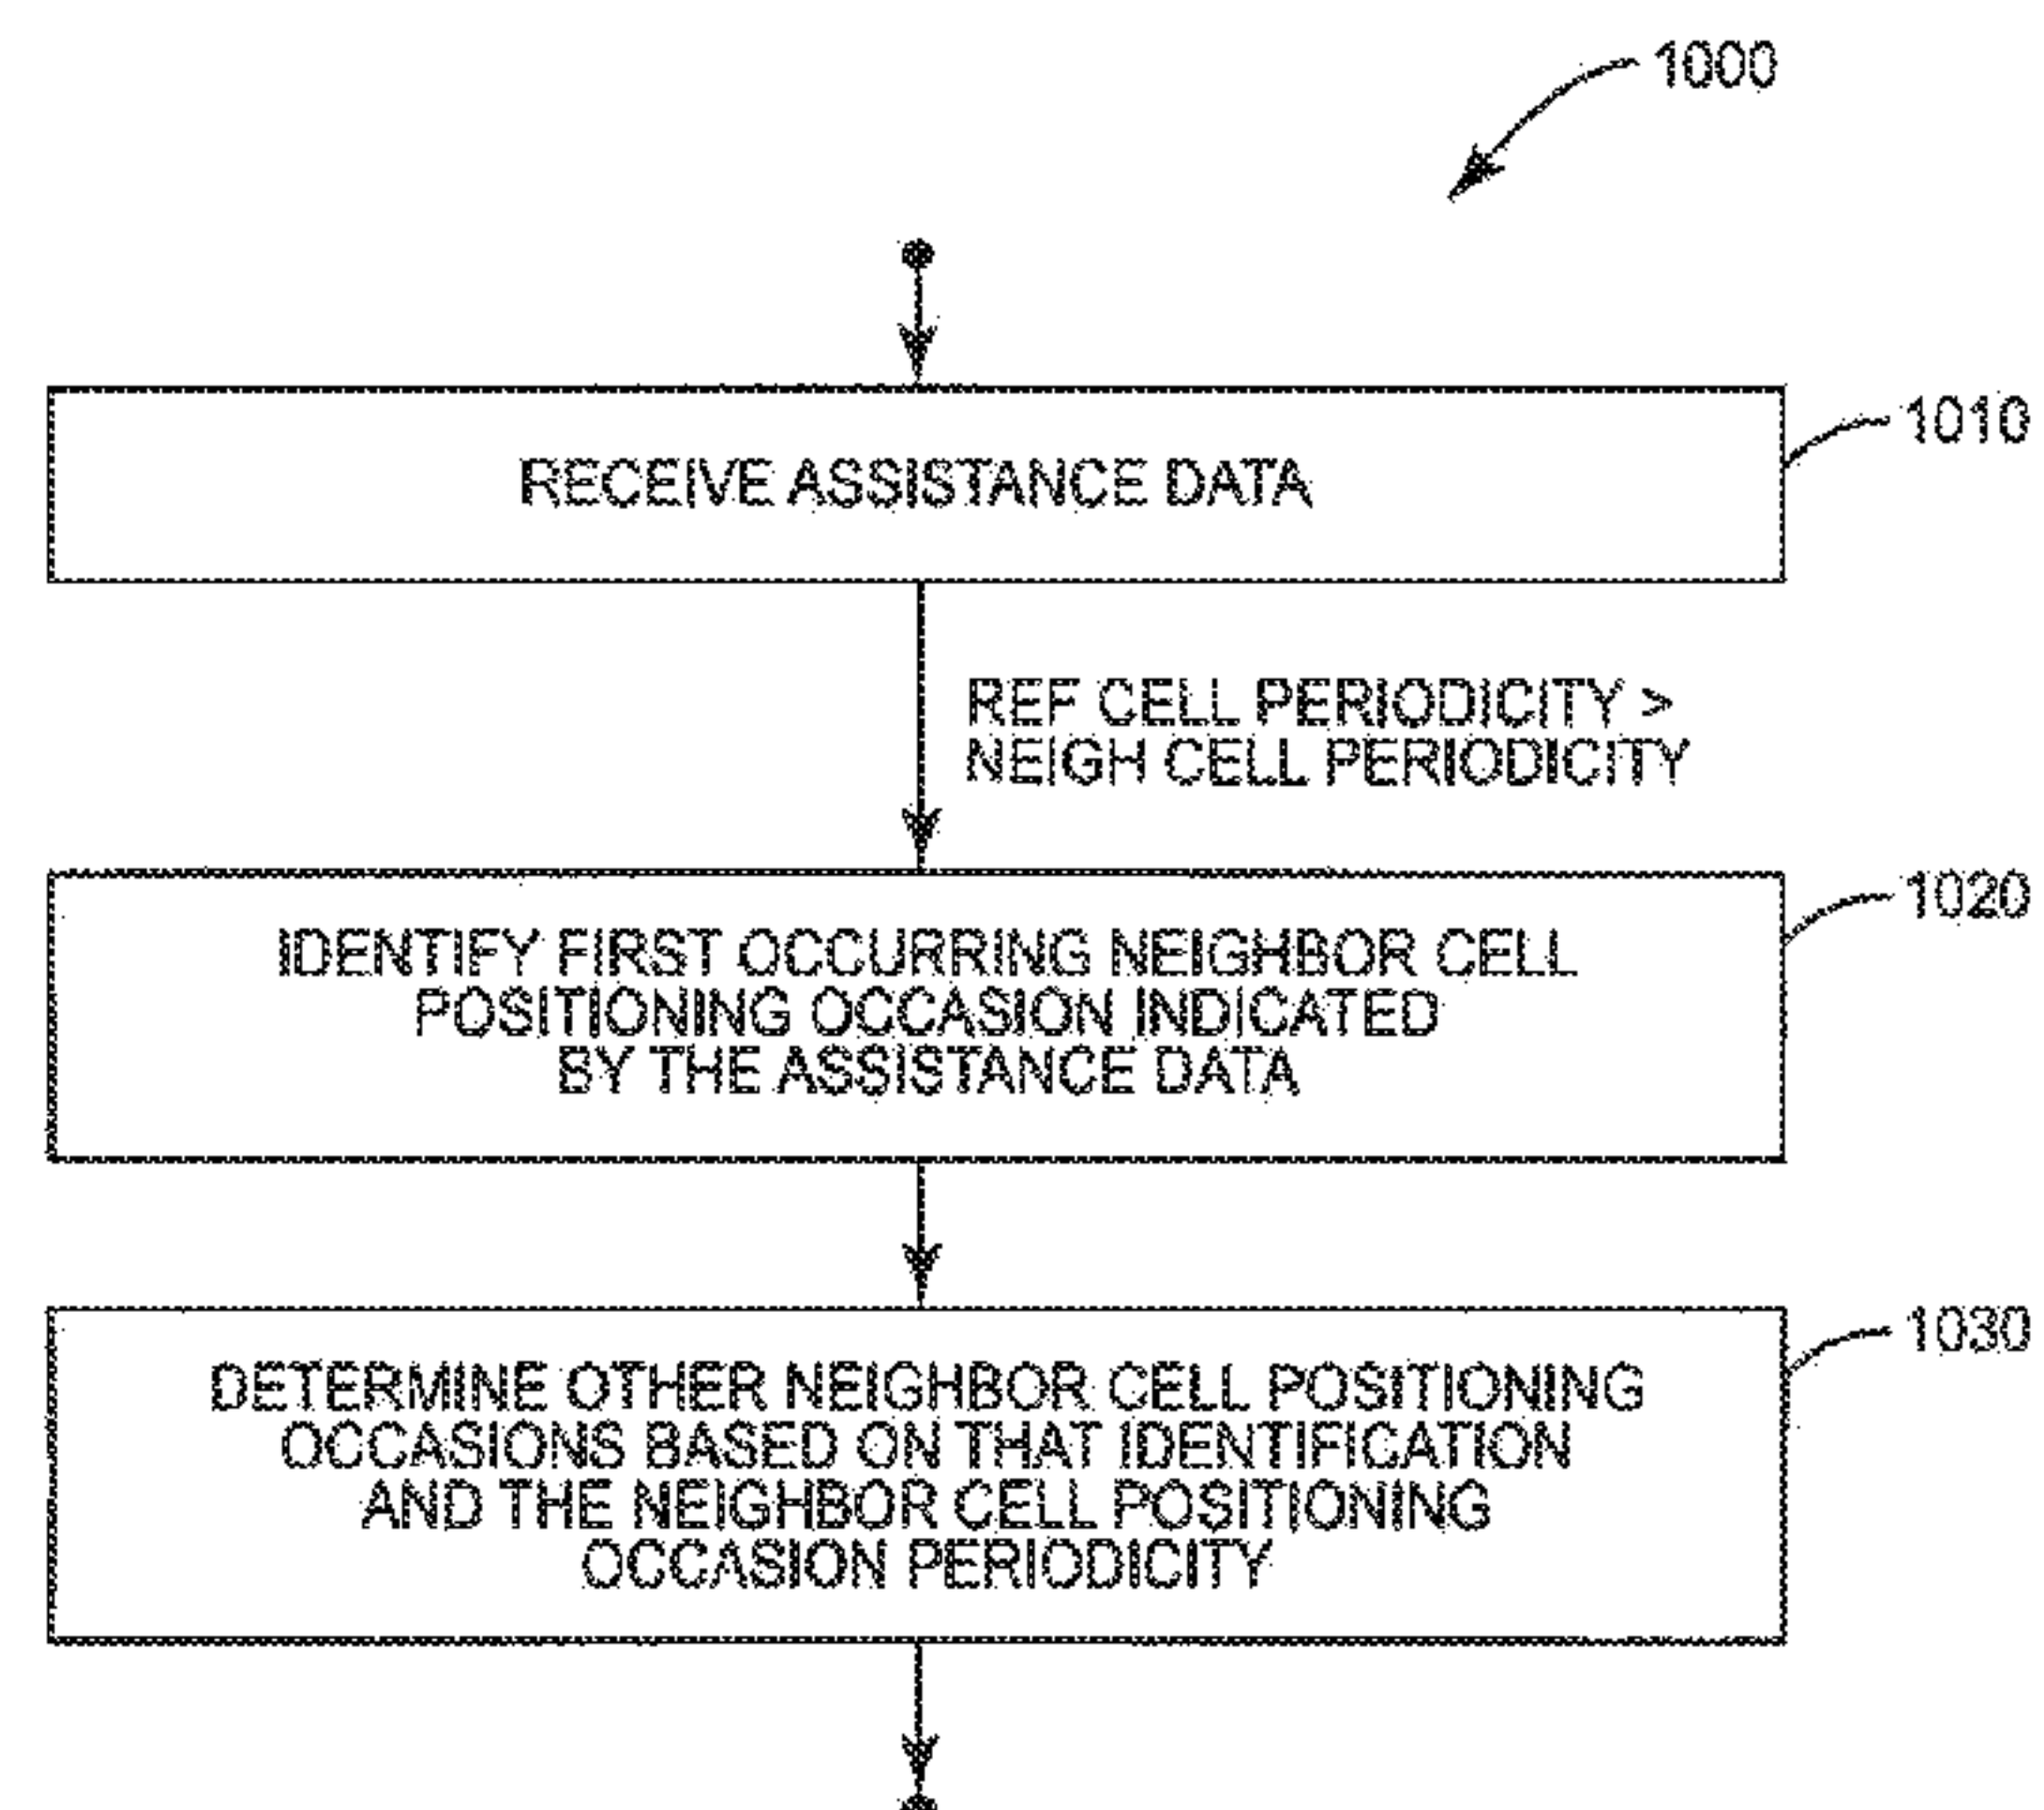 1000
RECEIVE ASSISTANCE DATA
1010
REF CELL PERIODICITY >
NEIGH CELL PERIODICITY
IDENTIFY FIRST OCCURRING NEIGHBOR CELL
POSITIONING OCCASION INDICATED
BY THE ASSISTANCE DATA
1020
DETERMINE OTHER NEIGHBOR CELL POSITIONING
OCCASIONS BASED ON THAT IDENTIFICATION
AND THE NEIGHBOR CELL POSITIONING
OCCASION PERIODICITY
1030